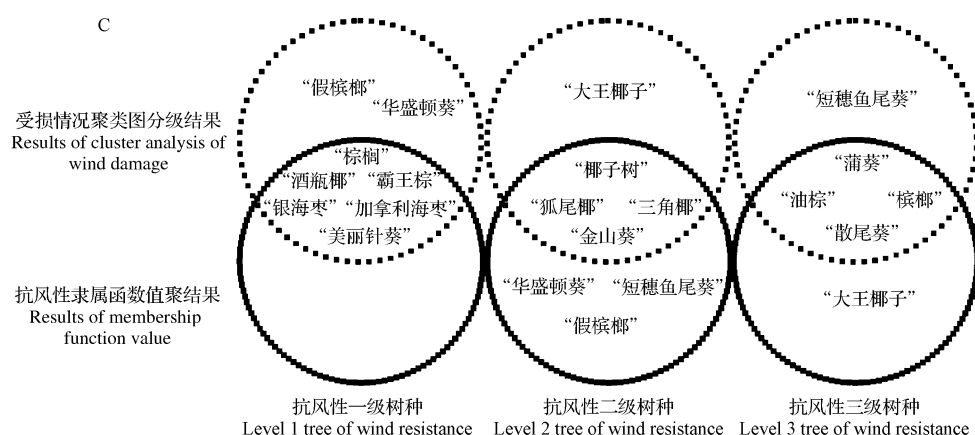 C
受损情况聚类图分级结果
Results of cluster analysis of
wind damage
“假槟榔”
“华盛顿葵”
“棕榈”
“酒瓶椰” “霸王棕”
“银海枣” “加拿利海枣”
“美丽针葵”
“大王椰子”
“椰子树”
“狐尾椰” “三角椰”
“金山葵”
“华盛顿葵” “短穗鱼尾葵”
“假槟榔”
“短穗鱼尾葵”
“蒲葵”
“油棕” “槟榔”
“散尾葵”
“大王椰子”
抗风性隶属函数值聚结果
Results of membership
function value
抗风性一级树种
Level 1 tree of wind resistance
抗风性二级树种
Level 2 tree of wind resistance
抗风性三级树种
Level 3 tree of wind resistance